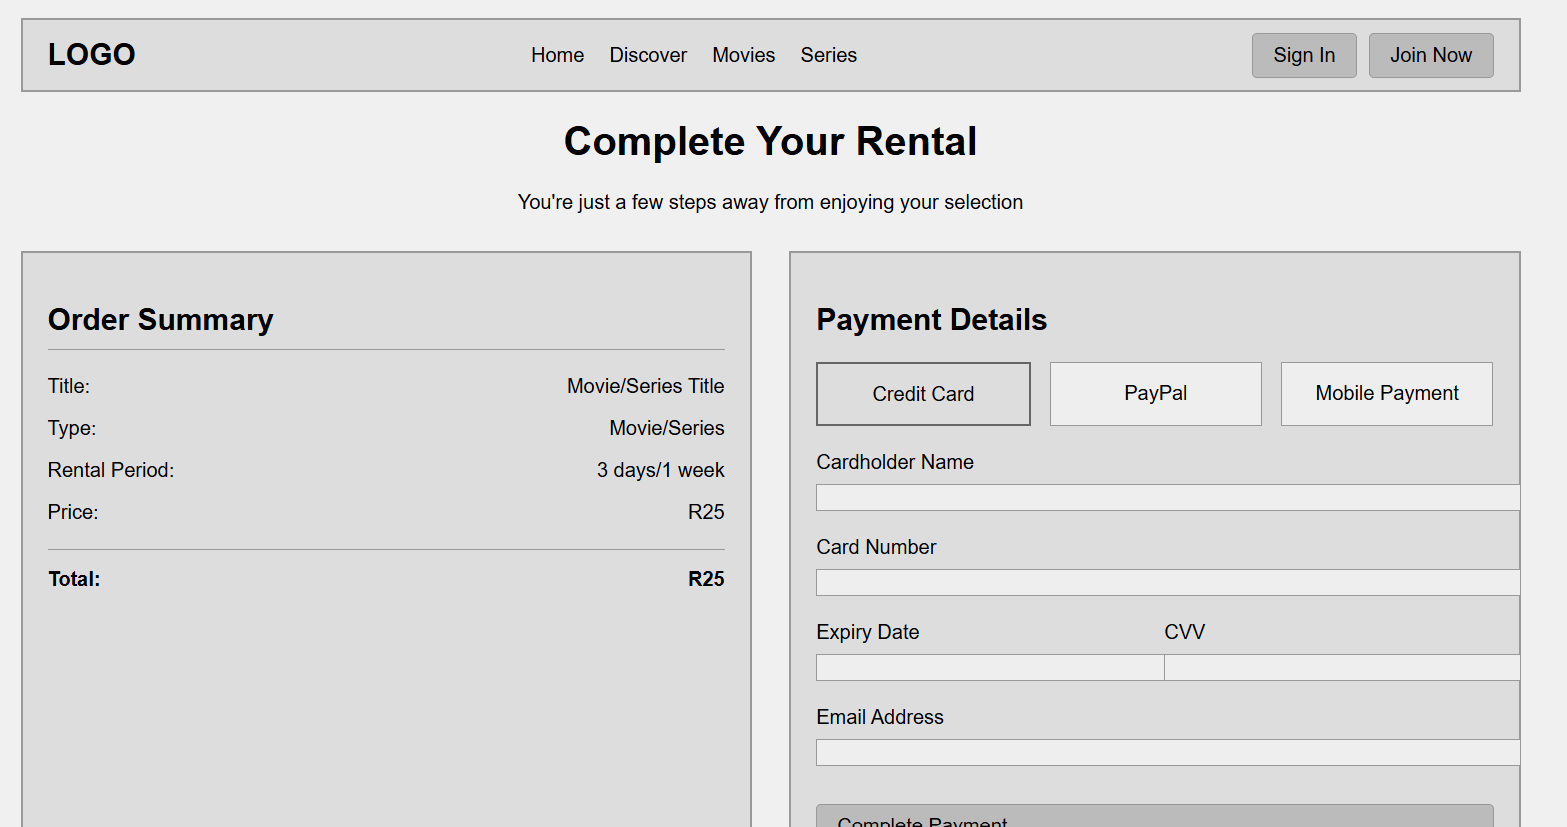 LOGO
Home Discover Movies Series
Sign In Join Now
Complete Your Rental
You're just a few steps away from enjoying your selection
Order Summary
Title: Movie/Series Title
Type: Movie/Series
Rental Period: 3 days/1 week
Price: R25
Total: R25
Payment Details
Credit Card PayPal Mobile Payment
Cardholder Name
Card Number
Expiry Date CVV
Email Address
Complete Payment